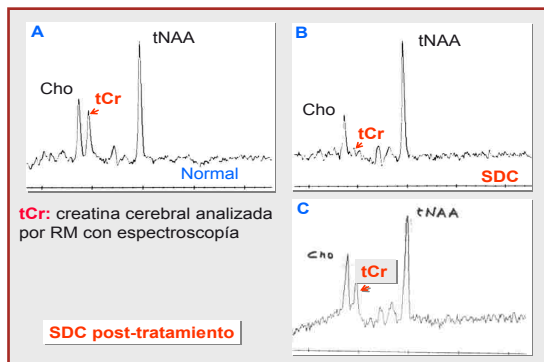 A
tNAA
Cho
tCr
Normal
B
tNAA
Cho
tCr
SDC
tCr: creatina cerebral analizada
por RM con espectroscopía
C
tNAA
Cho
tCr
SDC post-tratamiento